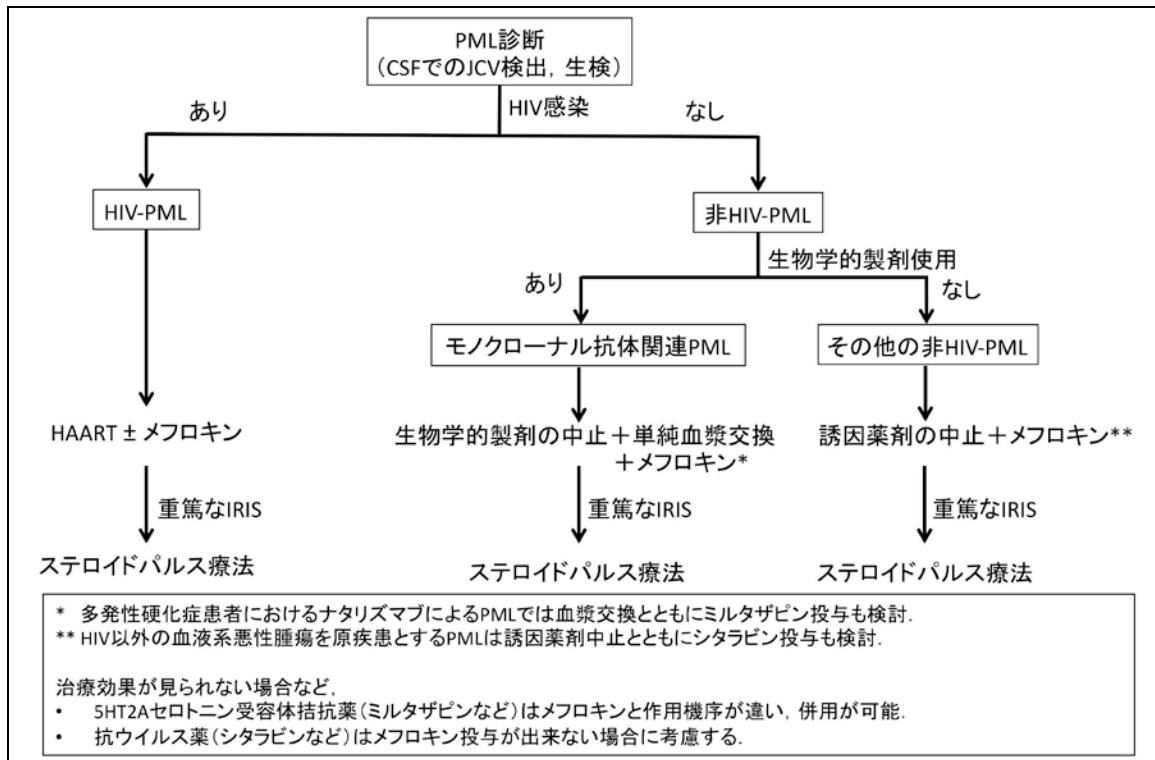 PML診断
（CSFでのJCV検出，生検）
HIV感染
あり
なし
HIV-PML
非HIV-PML
生物学的製剤使用
あり
なし
モノクローナル抗体関連PML
その他の非HIV-PML
HAART ± メフロキン
生物学的製剤の中止＋単純血漿交換
＋メフロキン*
誘因薬剤の中止＋メフロキン**
重篤なIRIS
重篤なIRIS
重篤なIRIS
ステロイドパルス療法
ステロイドパルス療法
ステロイドパルス療法
* 多発性硬化症患者におけるナタリズマブによるPMLでは血漿交換とともにミルタザピン投与も検討．
** HIV以外の血液系悪性腫瘍を原疾患とするPMLは誘因薬剤中止とともにシタラビン投与も検討．
治療効果が見られない場合など，
• 5HT2Aセロトニン受容体拮抗薬（ミルタザピンなど）はメフロキンと作用機序が違い，併用が可能．
• 抗ウイルス薬（シタラビンなど）はメフロキン投与が出来ない場合に考慮する．